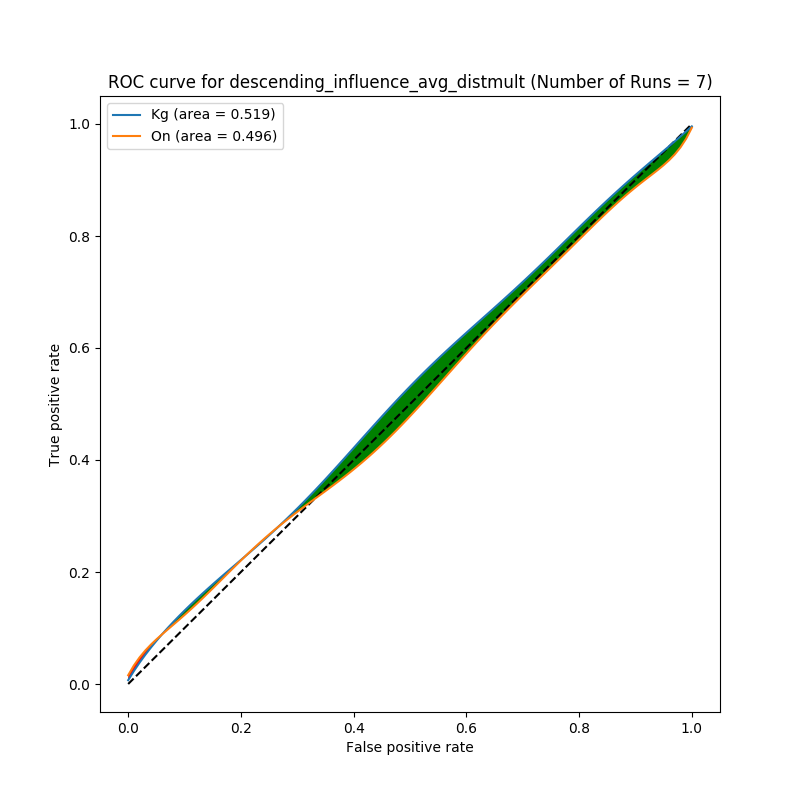 ROC curve for descending_influence_avg_distmult (Number of Runs = 7)
Kg (area = 0.519)
On (area = 0.496)
1.0
0.8
0.6
0.4
0.2
0.0
True positive rate
0.0 0.2 0.4 0.6 0.8 1.0
False positive rate